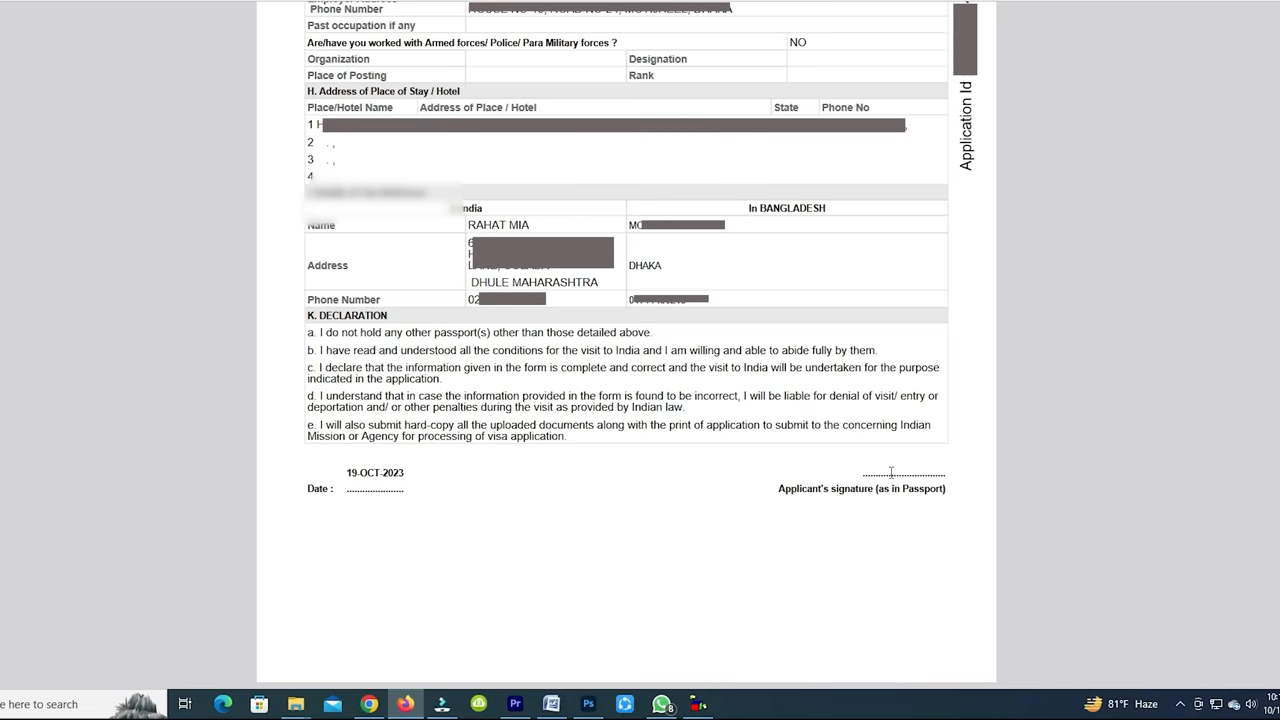 Phone Number
Past occupation if any
Are/have you worked with Armed forces/ Police/ Para Military forces ? NO
Organization Designation
Place of Posting Rank
H. Address of Place of Stay / Hotel
Place/Hotel Name Address of Place / Hotel State Phone No
1 H ,
2 . ,
3 . ,
4
India In BANGLADESH
Name RAHAT MIA MO
Address DHULE MAHARASHTRA DHAKA
Phone Number 02
K. DECLARATION
a. I do not hold any other passport(s) other than those detailed above.
b. I have read and understood all the conditions for the visit to India and I am willing and able to abide fully by them.
c. I declare that the information given in the form is complete and correct and the visit to India will be undertaken for the purpose
indicated in the application.
d. I understand that in case the information provided in the form is found to be incorrect, I will be liable for denial of visit/ entry or
deportation and/ or other penalties during the visit as provided by Indian law.
e. I will also submit hard-copy all the uploaded documents along with the print of application to submit to the concerning Indian
Mission or Agency for processing of visa application.
19-OCT-2023
Date : ...................... Applicant's signature (as in Passport)
Application Id
e here to search
8
81°F Haze
10/